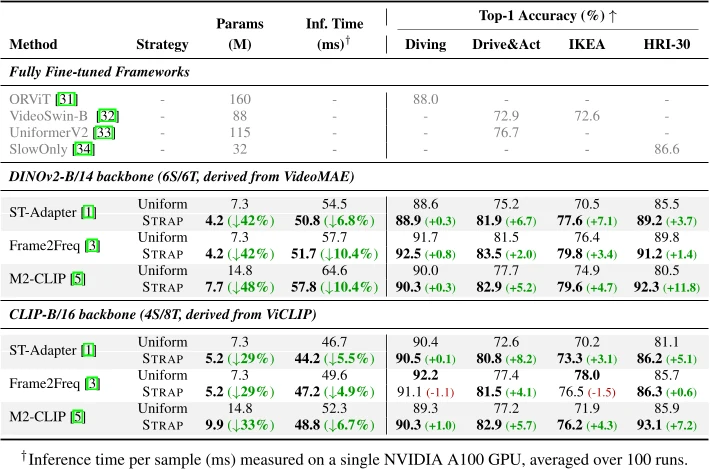 Params Inf. Time Top-1 Accuracy (%) ↑
Method Strategy (M) (ms)† Diving Drive&Act IKEA HRI-30
Fully Fine-tuned Frameworks
ORViT [31] - 160 - 88.0 - - -
VideoSwin-B [32] - 88 - - 72.9 72.6 -
UniformerV2 [33] - 115 - - 76.7 - -
SlowOnly [34] - 32 - - - - 86.6
DINOv2-B/14 backbone (6S/6T, derived from VideoMAE)
ST-Adapter [1] Uniform 7.3 54.5 88.6 75.2 70.5 85.5
STRAP 4.2 (↓42%) 50.8 (↓6.8%) 88.9 (+0.3) 81.9 (+6.7) 77.6 (+7.1) 89.2 (+3.7)
Frame2Freq [3] Uniform 7.3 57.7 91.7 81.5 76.4 89.8
STRAP 4.2 (↓42%) 51.7 (↓10.4%) 92.5 (+0.8) 83.5 (+2.0) 79.8 (+3.4) 91.2 (+1.4)
M2-CLIP [5] Uniform 14.8 64.6 90.0 77.7 74.9 80.5
STRAP 7.7 (↓48%) 57.8 (↓10.4%) 90.3 (+0.3) 82.9 (+5.2) 79.6 (+4.7) 92.3 (+11.8)
CLIP-B/16 backbone (4S/8T, derived from ViCLIP)
ST-Adapter [1] Uniform 7.3 46.7 90.4 72.6 70.2 81.1
STRAP 5.2 (↓29%) 44.2 (↓5.5%) 90.5 (+0.1) 80.8 (+8.2) 73.3 (+3.1) 86.2 (+5.1)
Frame2Freq [3] Uniform 7.3 49.6 92.2 77.4 78.0 85.7
STRAP 5.2 (↓29%) 47.2 (↓4.9%) 91.1 (-1.1) 81.5 (+4.1) 76.5 (-1.5) 86.3 (+0.6)
M2-CLIP [5] Uniform 14.8 52.3 89.3 77.2 71.9 85.9
STRAP 9.9 (↓33%) 48.8 (↓6.7%) 90.3 (+1.0) 82.9 (+5.7) 76.2 (+4.3) 93.1 (+7.2)
†Inference time per sample (ms) measured on a single NVIDIA A100 GPU, averaged over 100 runs.